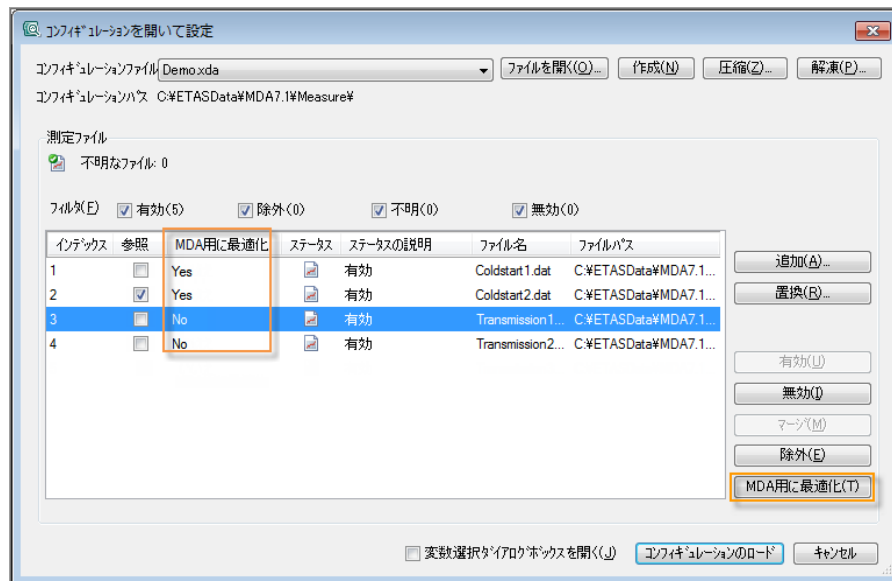 コンフィギュレーションを開いて設定
コンフィギュレーションファイル Demo.xda ファイルを開く(O)... 作成(N) 圧縮(Z)... 解凍(P)...
コンフィギュレーションパス C:¥ETASData¥MDA7.1¥Measure¥
測定ファイル
不明なファイル: 0
フィルタ(F) 有効(5) 除外(0) 不明(0) 無効(0)
インデックス 参照 MDA用に最適化 ステータス ステータスの説明 ファイル名 ファイルパス
1 Yes 有効 Coldstart1.dat C:¥ETASData¥MDA7.1...
2 Yes 有効 Coldstart2.dat C:¥ETASData¥MDA7.1...
3 No 有効 Transmission1... C:¥ETASData¥MDA7.1...
4 No 有効 Transmission2... C:¥ETASData¥MDA7.1...
追加(A)...
置換(R)...
有効(U)
無効(I)
マージ(M)
除外(E)
MDA用に最適化(T)
変数選択ダイアログボックスを開く(J) コンフィギュレーションのロード キャンセル